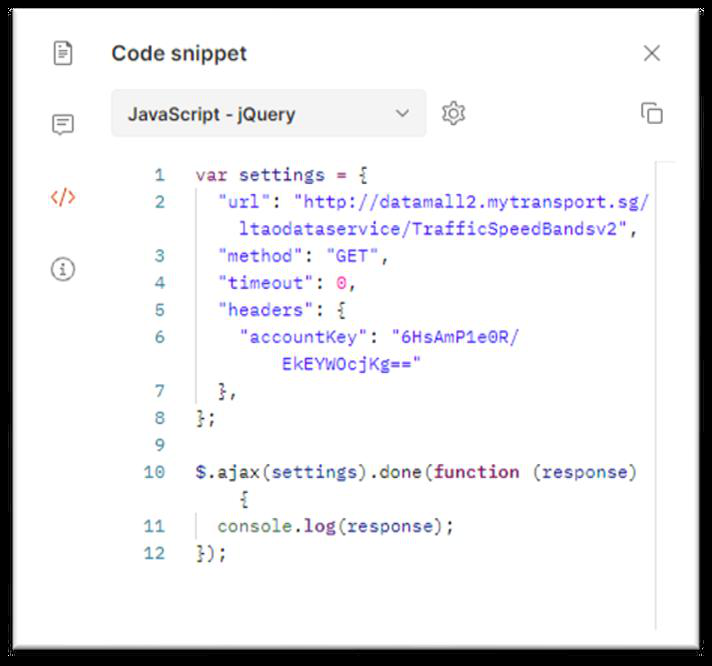 Code snippet
JavaScript - jQuery
1 var settings = {
2 "url": "http://datamall2.mytransport.sg/
ltaodataservice/TrafficSpeedBandsv2",
3 "method": "GET",
4 "timeout": 0,
5 "headers": {
6 "accountKey": "6HsAmP1e0R/
EkEYWOcjKg=="
7 },
8 };
9
10 $.ajax(settings).done(function (response)
{
11 console.log(response);
12 });